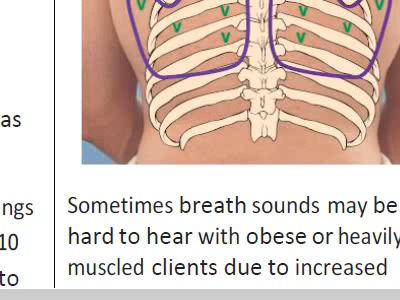 as
ngs
10
to
v
v v v v
v v v
Sometimes breath sounds may be
hard to hear with obese or heavily
muscled clients due to increased